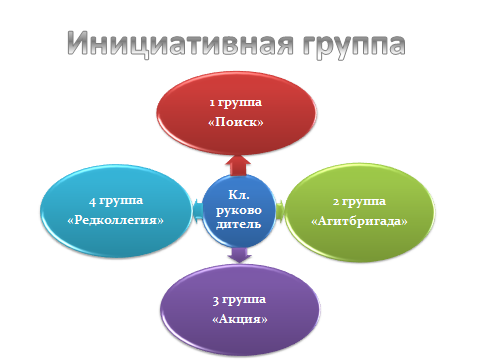 Инициативная группа
1 группа
«Поиск»
4 группа
«Редколлегия»
Кл.
руково
дитель
2 группа
«Агитбригада»
3 группа
«Акция»